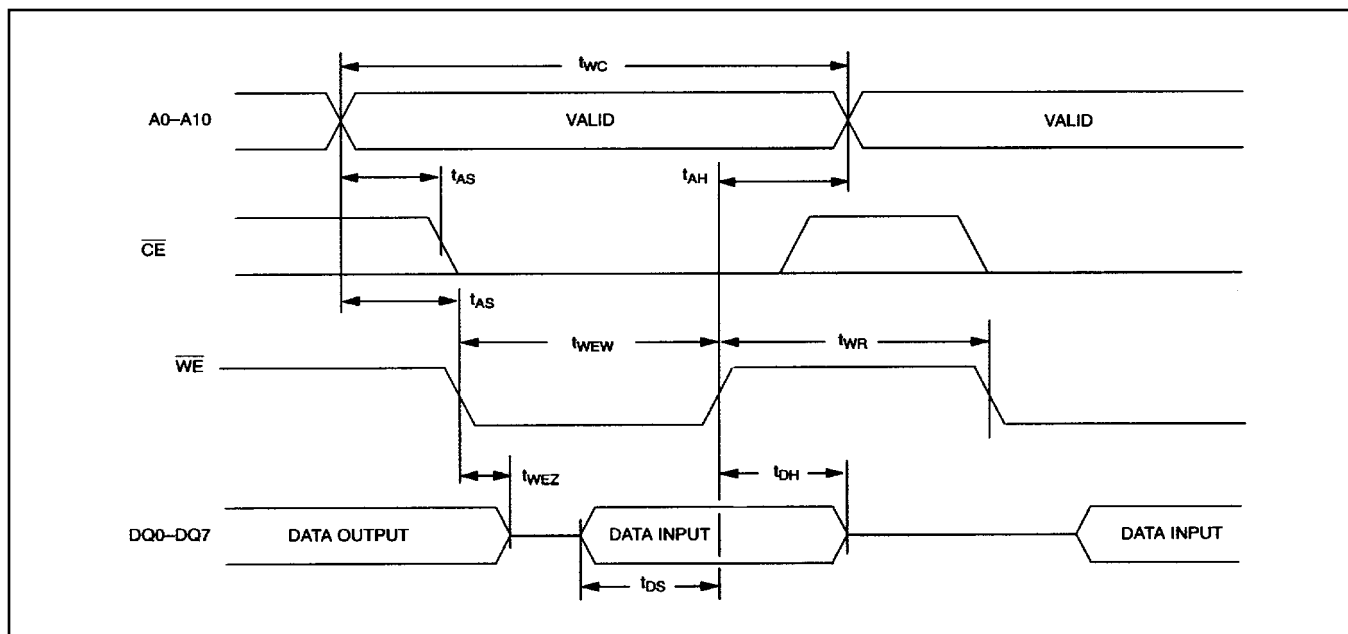 tWC
A0–A10 VALID VALID
tAS tAH
CE
tAS
tWEW tWR
WE
tWEZ tDH
DQ0–DQ7 DATA OUTPUT DATA INPUT DATA INPUT
tDS